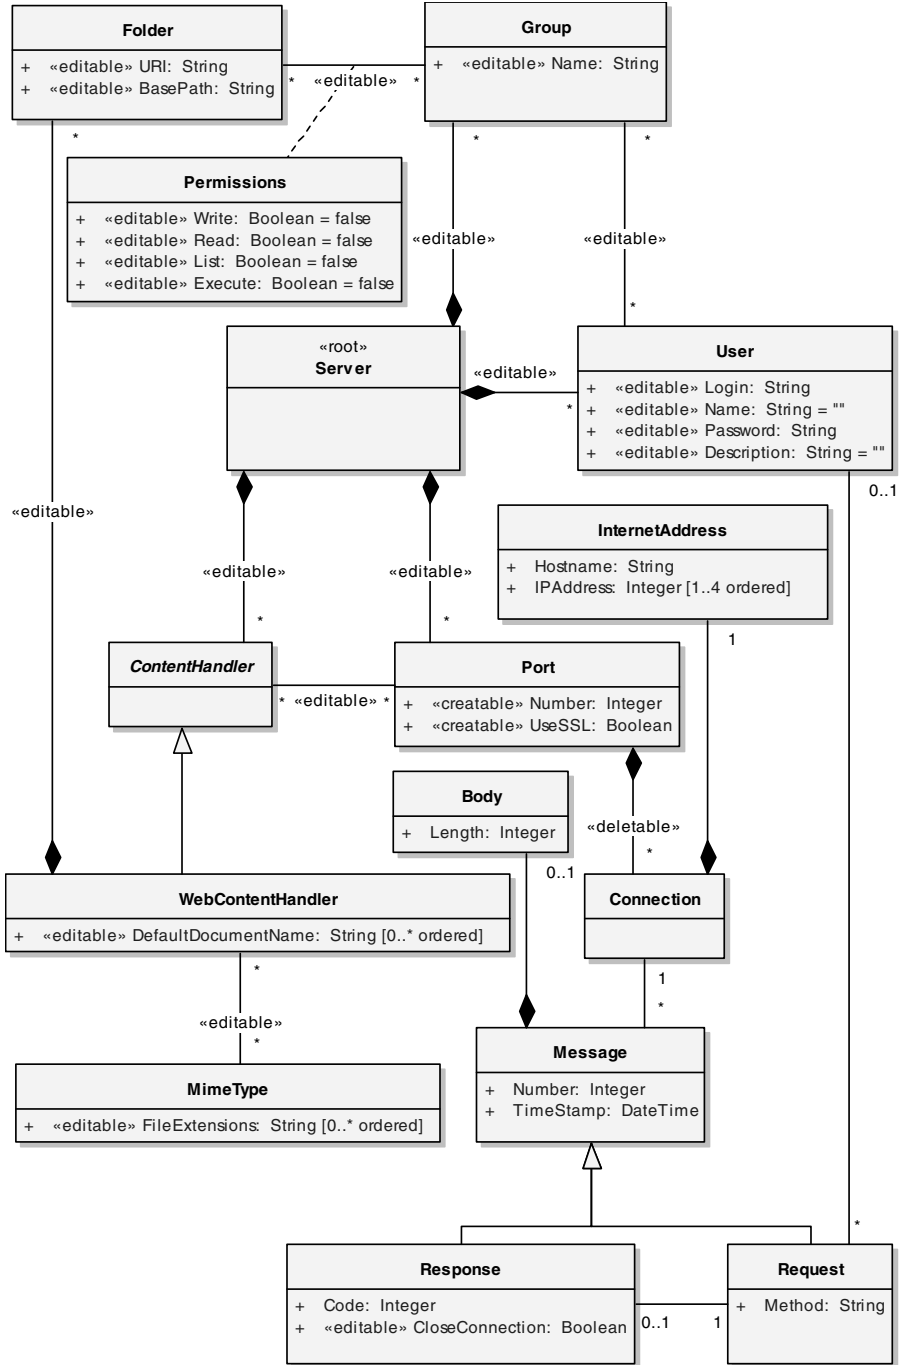 Folder
+ «editable» URI: String
+ «editable» BasePath: String
Group
+ «editable» Name: String
* «editable» *
*
*
*
Permissions
+ «editable» Write: Boolean = false
+ «editable» Read: Boolean = false
+ «editable» List: Boolean = false
+ «editable» Execute: Boolean = false
«editable»
«editable»
*
«root»
Server
«editable»
*
User
+ «editable» Login: String
+ «editable» Name: String = ""
+ «editable» Password: String
+ «editable» Description: String = ""
0..1
«editable»
InternetAddress
+ Hostname: String
+ IPAddress: Integer [1..4 ordered]
1
«editable»
*
«editable»
*
ContentHandler
* «editable» *
Port
+ «creatable» Number: Integer
+ «creatable» UseSSL: Boolean
Body
+ Length: Integer
0..1
«deletable»
*
WebContentHandler
+ «editable» DefaultDocumentName: String [0..* ordered]
Connection
1
*
*
«editable»
*
MimeType
+ «editable» FileExtensions: String [0..* ordered]
Message
+ Number: Integer
+ TimeStamp: DateTime
*
Response
+ Code: Integer
+ «editable» CloseConnection: Boolean
0..1
1
Request
+ Method: String